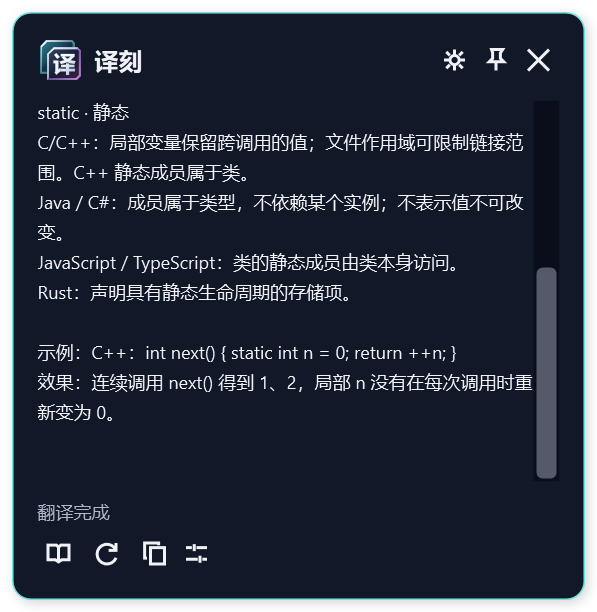 译 译刻
static · 静态
C/C++：局部变量保留跨调用的值；文件作用域可限制链接范
围。C++ 静态成员属于类。
Java / C#：成员属于类型，不依赖某个实例；不表示值不可改
变。
JavaScript / TypeScript：类的静态成员由类本身访问。
Rust：声明具有静态生命周期的存储项。
示例：C++：int next() { static int n = 0; return ++n; }
效果：连续调用 next() 得到 1、2，局部 n 没有在每次调用时重
新变为 0。
翻译完成